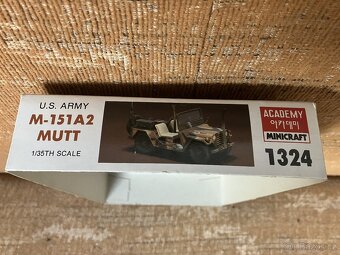 U.S. ARMY
M-151A2
MUTT
1/35TH SCALE
ACADEMY
아카데미
MINICRAFT
1324